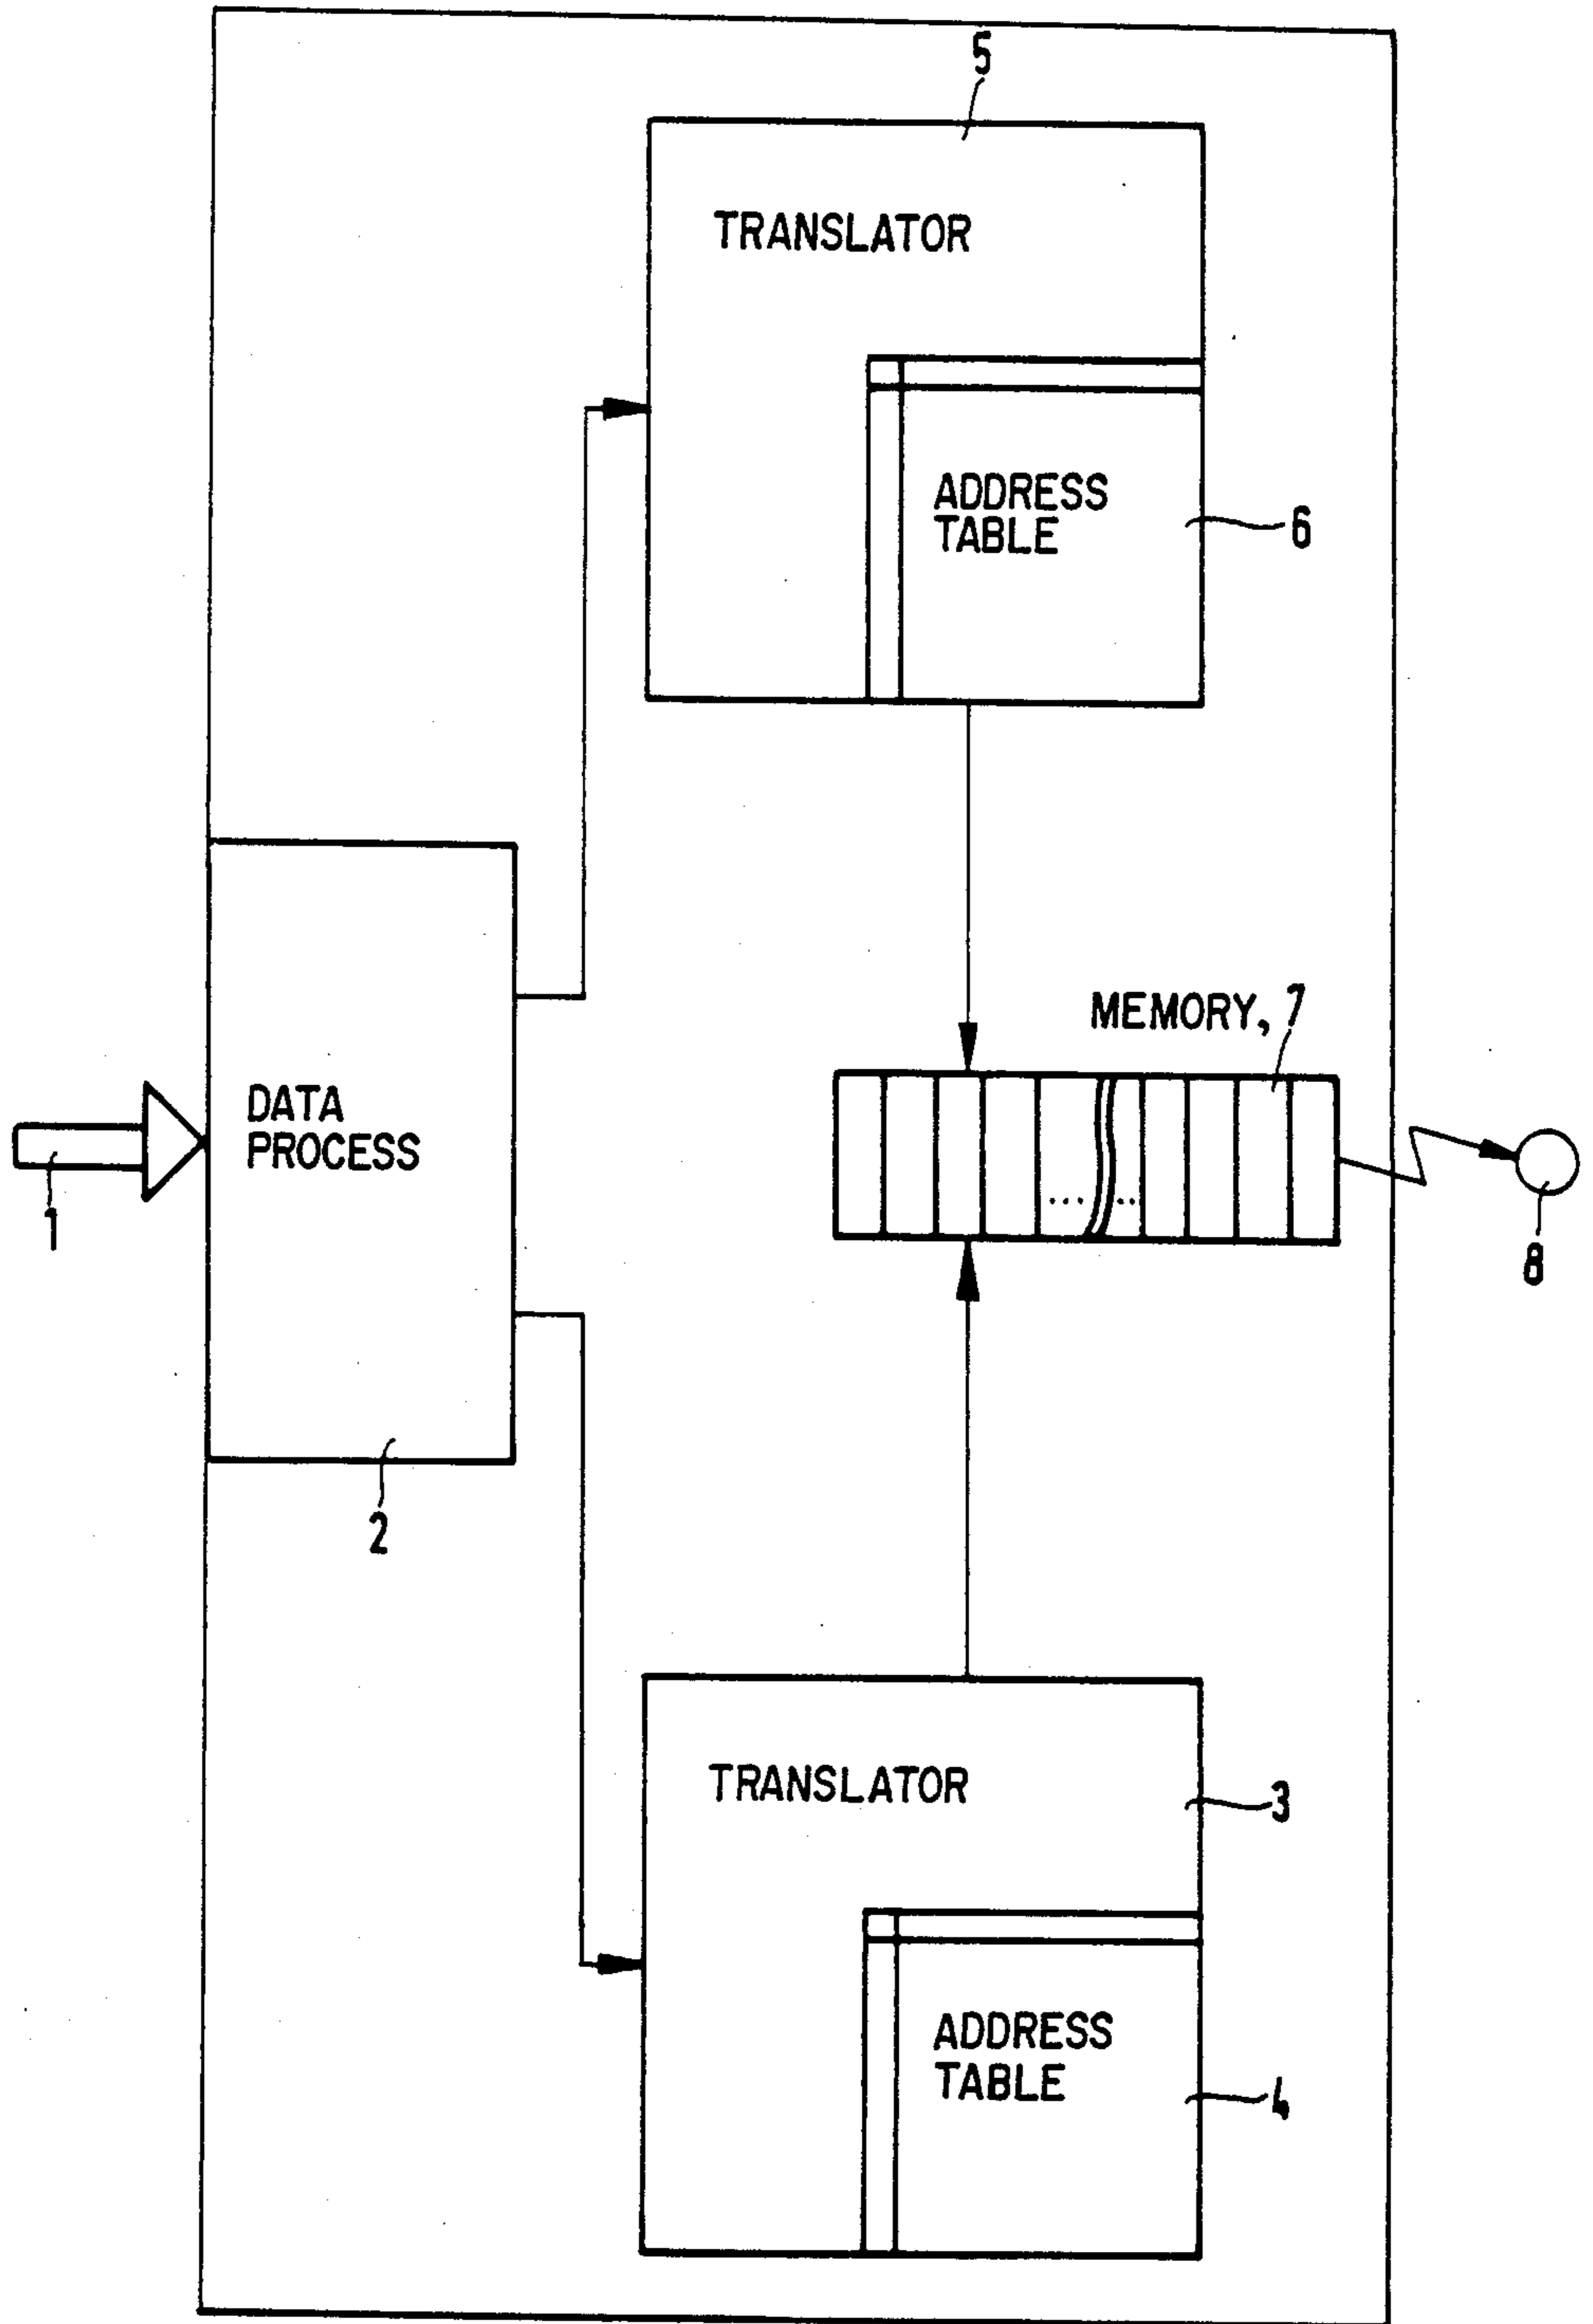 5
TRANSLATOR
ADDRESS
TABLE
6
MEMORY, 7
DATA
PROCESS
1
8
2
TRANSLATOR
3
ADDRESS
TABLE
4